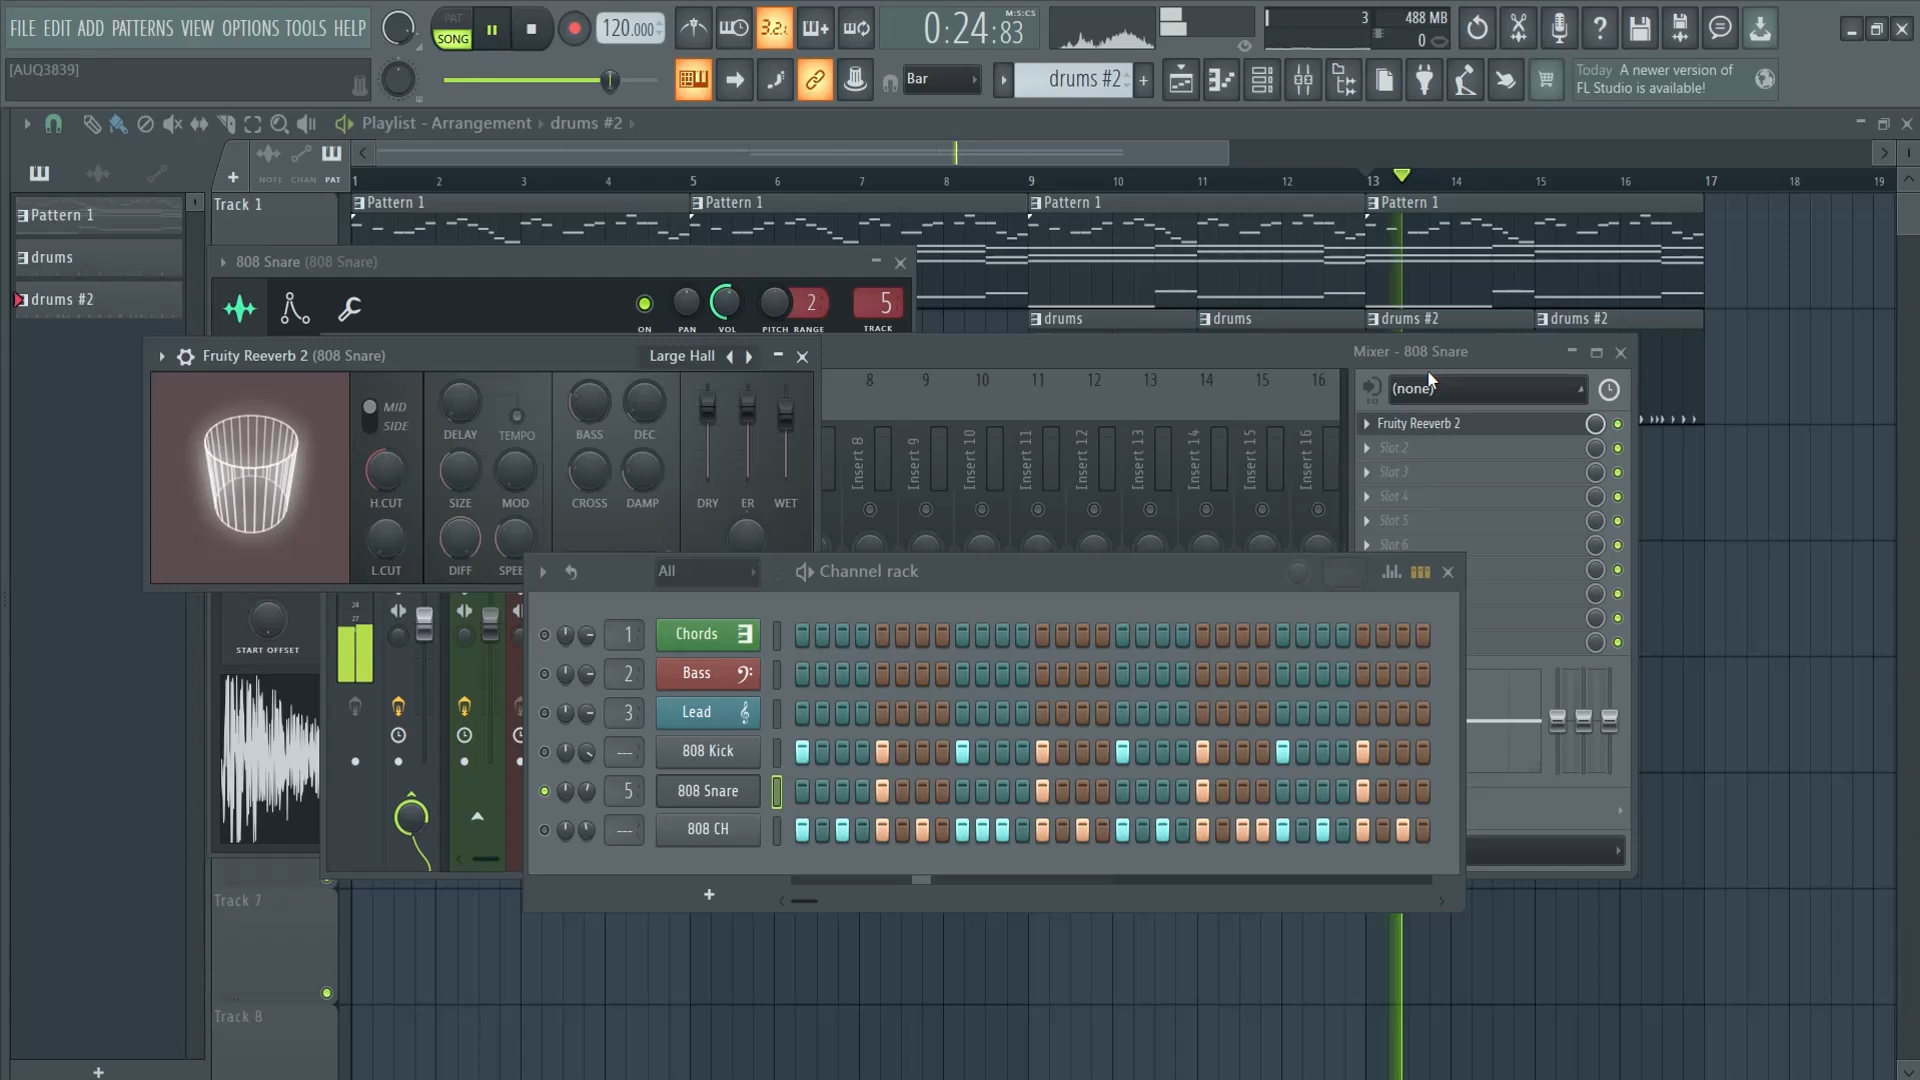 FILE EDIT ADD PATTERNS VIEW OPTIONS TOOLS HELP
PAT
SONG
120.000
3.2.
0:24:83
M:S:CS
3
488 MB
0
[AUQ3839]
Bar
drums #2
+
Today A newer version of
FL Studio is available!
Playlist - Arrangement drums #2
+
NOTE CHAN PAT
1 2 3 4 5 6 7 8 9 10 11 12 13 14 15 16 17 18 19
Pattern 1
drums
drums #2
Track 1
Pattern 1
Pattern 1
Pattern 1
Pattern 1
drums
drums
drums #2
drums #2
808 Snare (808 Snare)
ON
PAN
VOL
PITCH RANGE
2
5
TRACK
Fruity Reeverb 2 (808 Snare)
Large Hall
MID
SIDE
DELAY
TEMPO
BASS
DEC
H.CUT
SIZE
MOD
CROSS
DAMP
DRY
ER
WET
L.CUT
DIFF
SPEE
8 9 10 11 12 13 14 15 16
Insert 8
Insert 9
Insert 10
Insert 11
Insert 12
Insert 13
Insert 14
Insert 15
Insert 16
Mixer - 808 Snare
(none)
Fruity Reeverb 2
Slot 2
Slot 3
Slot 4
Slot 5
Slot 6
START OFFSET
24
27
All
Channel rack
1 Chords
2 Bass
3 Lead
--- 808 Kick
5 808 Snare
--- 808 CH
+
Track 7
Track 8
+